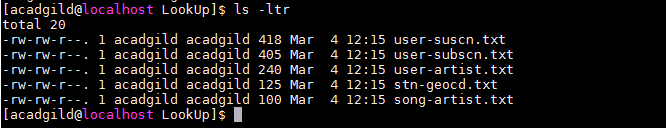 [acadgild@localhost LookUp]$ ls -ltr
total 20
-rw-rw-r--. 1 acadgild acadgild 418 Mar  4 12:15 user-suscn.txt
-rw-rw-r--. 1 acadgild acadgild 405 Mar  4 12:15 user-subscn.txt
-rw-rw-r--. 1 acadgild acadgild 240 Mar  4 12:15 user-artist.txt
-rw-rw-r--. 1 acadgild acadgild 125 Mar  4 12:15 stn-geocd.txt
-rw-rw-r--. 1 acadgild acadgild 100 Mar  4 12:15 song-artist.txt
[acadgild@localhost LookUp]$